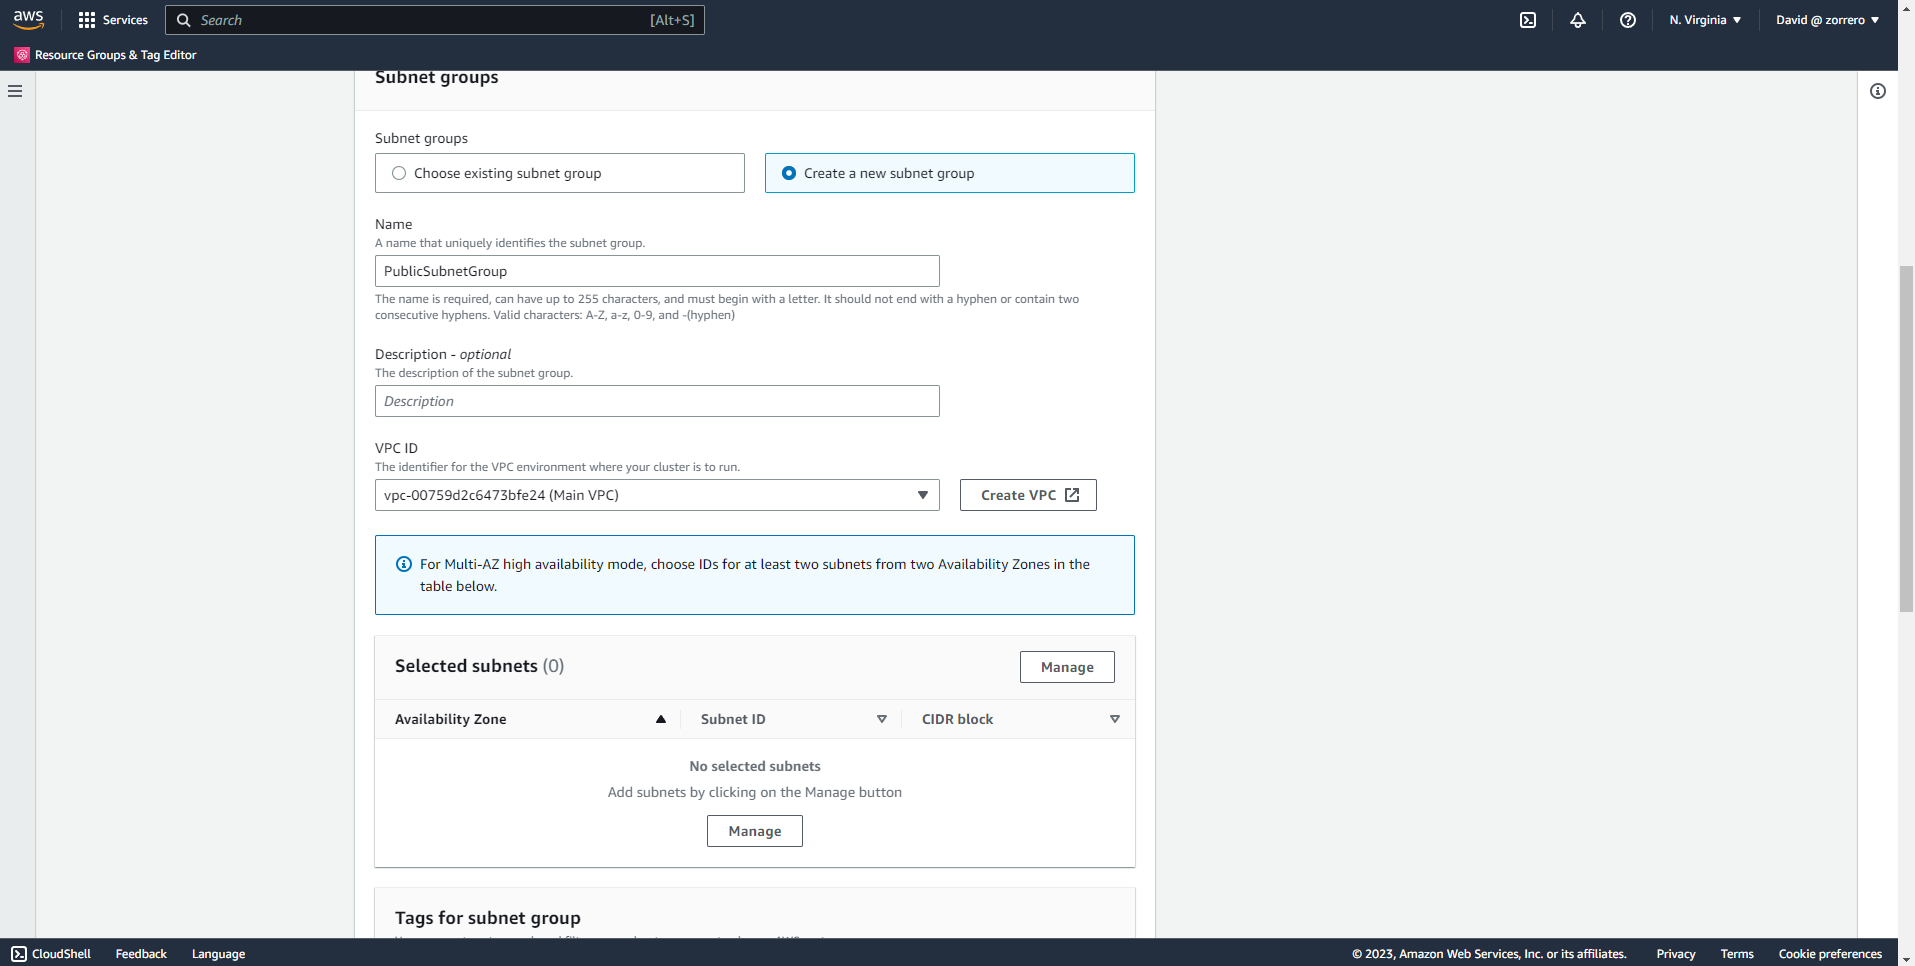 aws
Services
Search
[Alt+S]
N. Virginia
David @ zorrero
Resource Groups & Tag Editor
Subnet groups
Subnet groups
Choose existing subnet group
Create a new subnet group
Name
A name that uniquely identifies the subnet group.
PublicSubnetGroup
The name is required, can have up to 255 characters, and must begin with a letter. It should not end with a hyphen or contain two
consecutive hyphens. Valid characters: A-Z, a-z, 0-9, and -(hyphen)
Description - optional
The description of the subnet group.
Description
VPC ID
The identifier for the VPC environment where your cluster is to run.
vpc-00759d2c6473bfe24 (Main VPC)
Create VPC
For Multi-AZ high availability mode, choose IDs for at least two subnets from two Availability Zones in the
table below.
Selected subnets (0)
Manage
Availability Zone
Subnet ID
CIDR block
No selected subnets
Add subnets by clicking on the Manage button
Manage
Tags for subnet group
CloudShell
Feedback
Language
© 2023, Amazon Web Services, Inc. or its affiliates.
Privacy
Terms
Cookie preferences